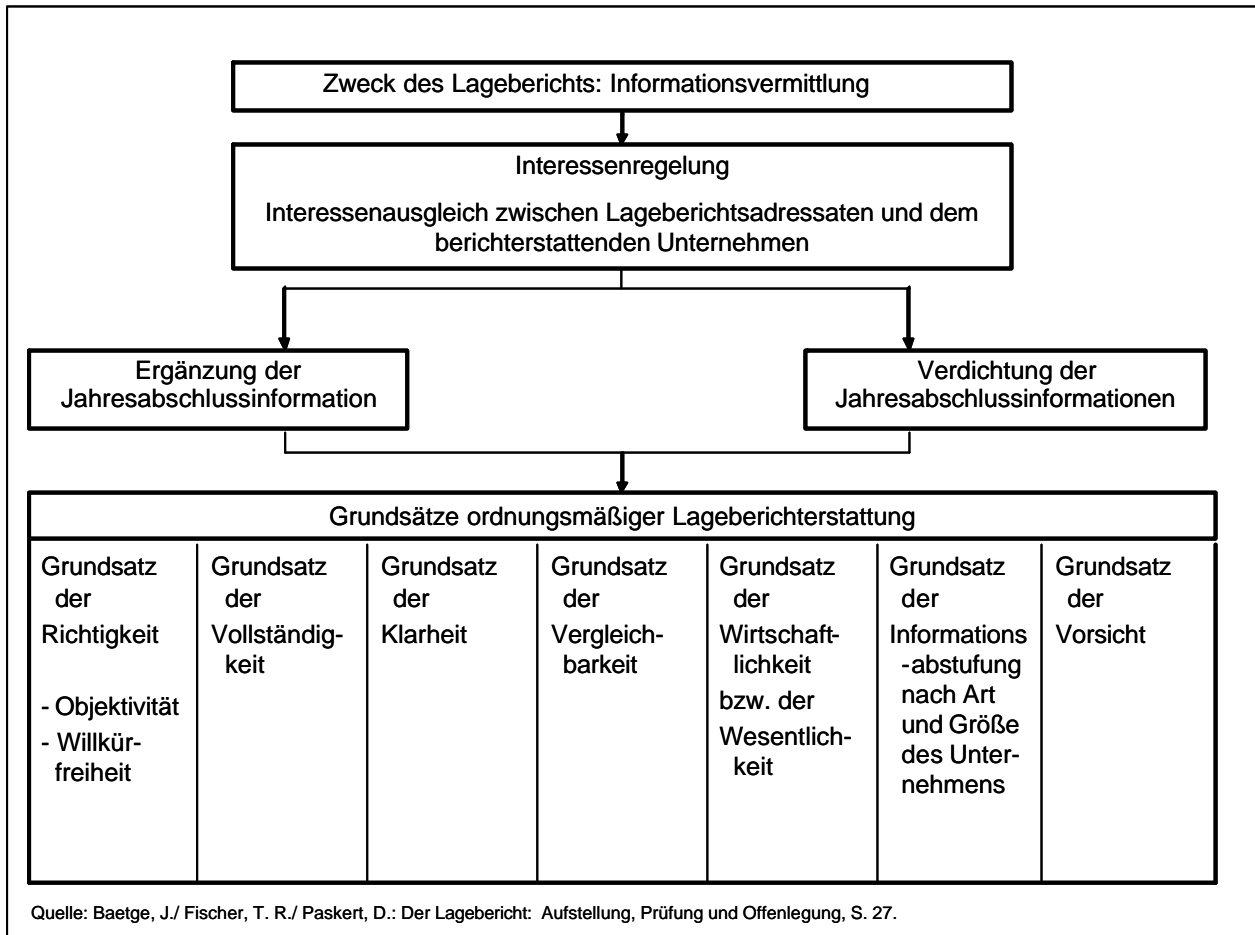 Zweck des Lageberichts: Informationsvermittlung
Interessenregelung
Interessenausgleich zwischen Lageberichtsadressaten und dem
berichterstattenden Unternehmen
Ergänzung der
Jahresabschlussinformation
Verdichtung der
Jahresabschlussinformationen
Grundsätze ordnungsmäßiger Lageberichterstattung
Grundsatz
der
Richtigkeit
- Objektivität
- Willkür-
freiheit
Grundsatz
der
Vollständig-
keit
Grundsatz
der
Klarheit
Grundsatz
der
Vergleich-
barkeit
Grundsatz
der
Wirtschaft-
lichkeit
bzw. der
Wesentlich-
keit
Grundsatz
der
Informations
-abstufung
nach Art
und Größe
des Unter-
nehmens
Grundsatz
der
Vorsicht
Quelle: Baetge, J./ Fischer, T. R./ Paskert, D.: Der Lagebericht: Aufstellung, Prüfung und Offenlegung, S. 27.